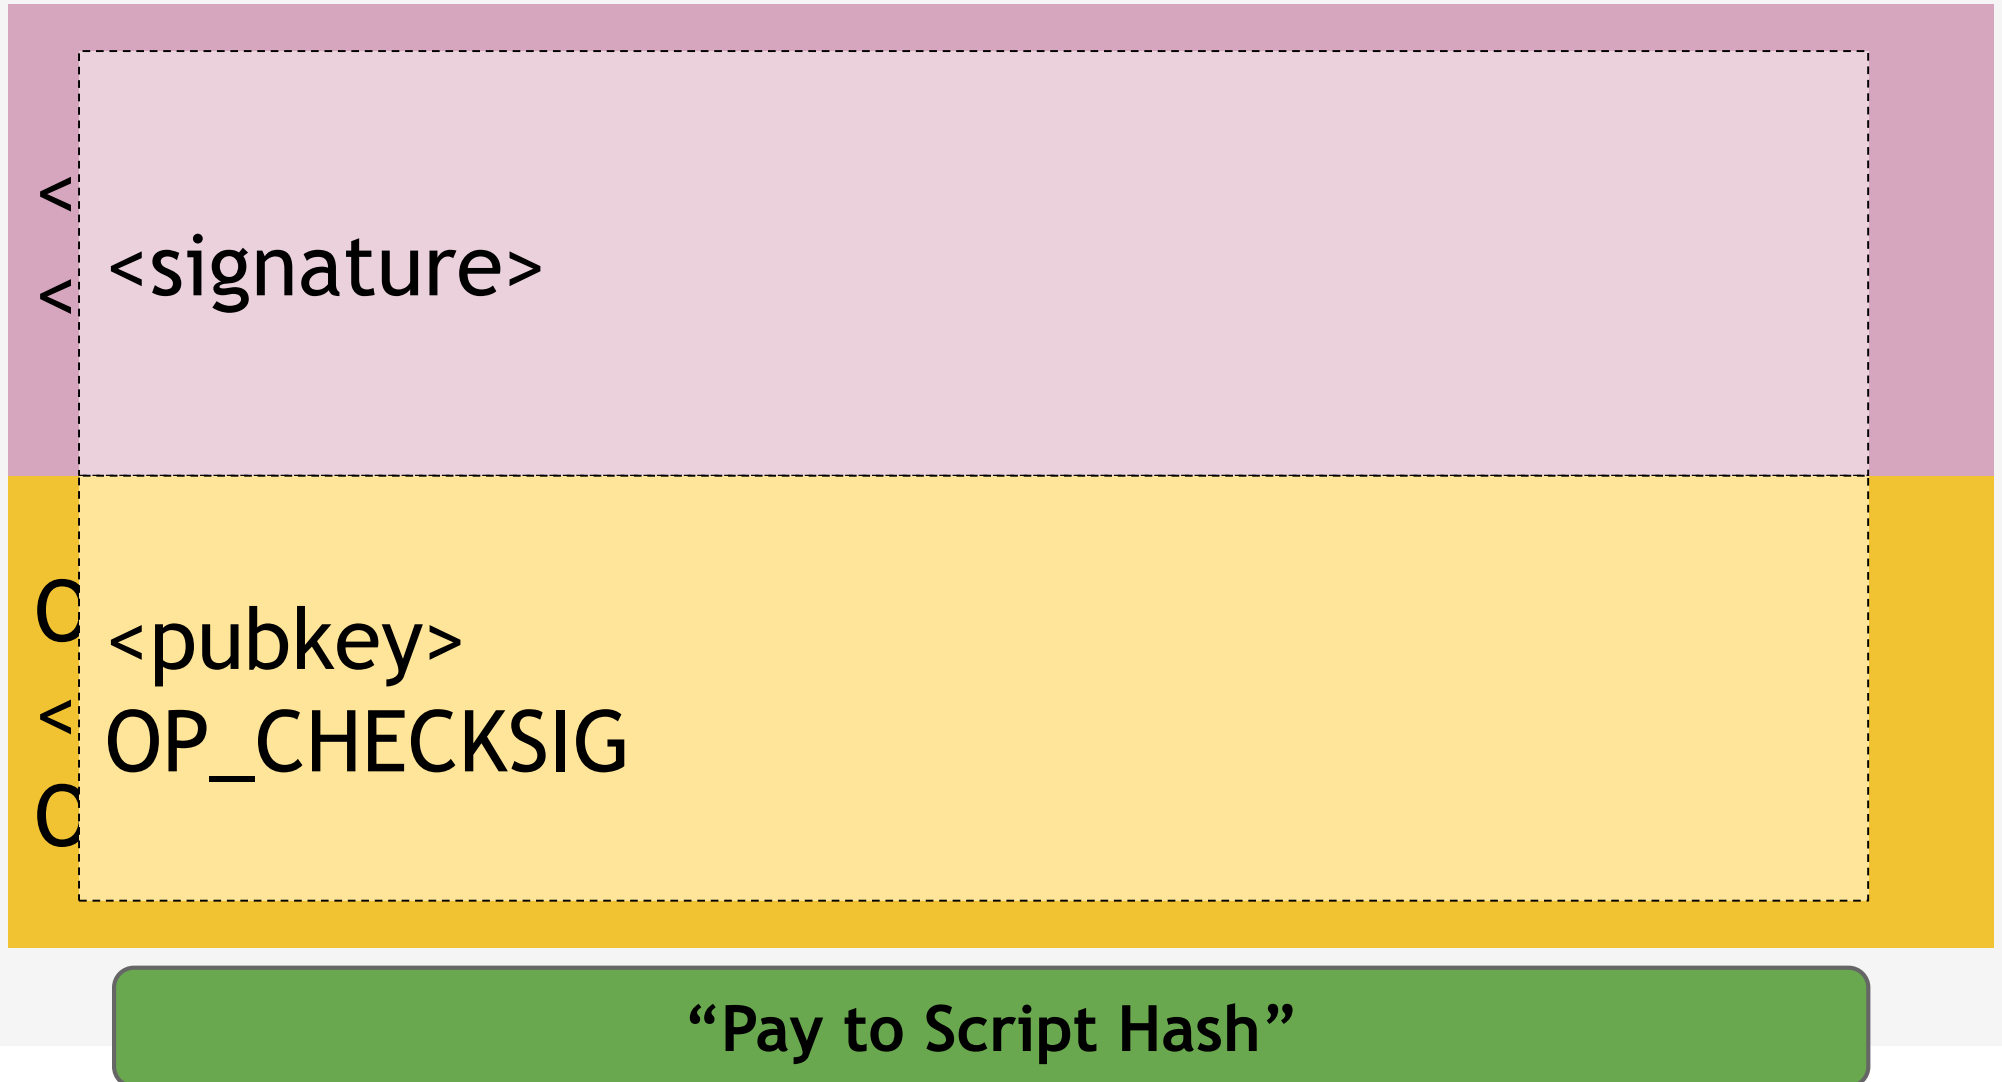 <
<
<signature>
O
<pubkey>
<
OP_CHECKSIG
O
“Pay to Script Hash”